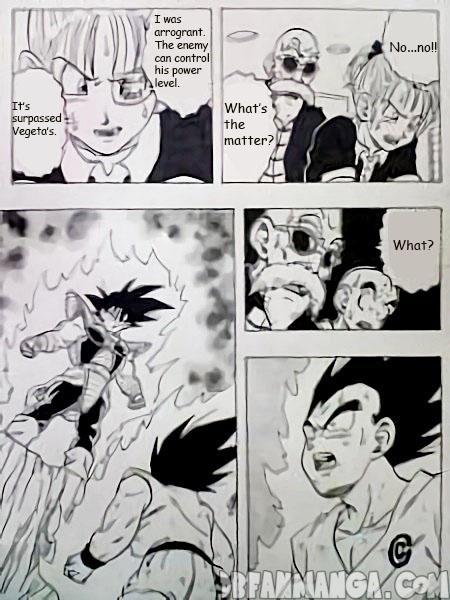 I was
arrogrant.
The enemy
can control
his power
level.
It's
surpassed
Vegeta's.
No...no!!
What's
the
matter?
What?
C
DBFANMANGA.COM